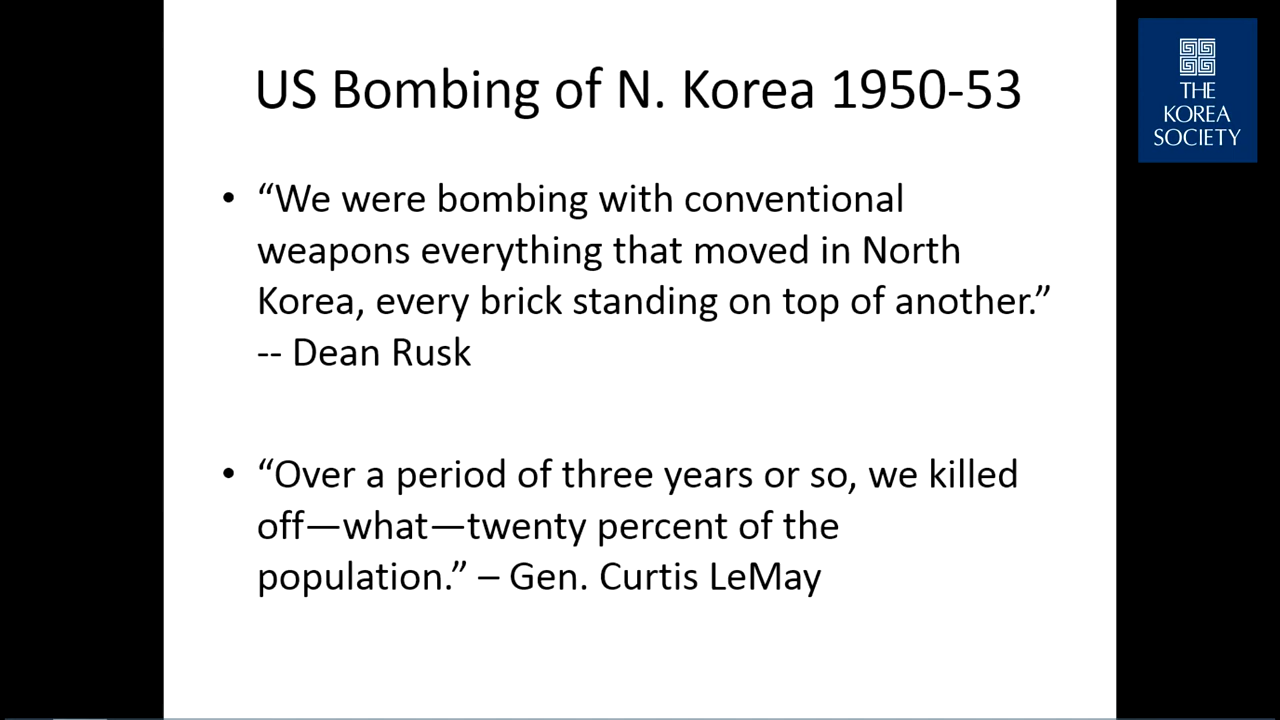 US Bombing of N. Korea 1950-53
THE
KOREA
SOCIETY
• “We were bombing with conventional
weapons everything that moved in North
Korea, every brick standing on top of another.”
-- Dean Rusk
• “Over a period of three years or so, we killed
off—what—twenty percent of the
population.” – Gen. Curtis LeMay